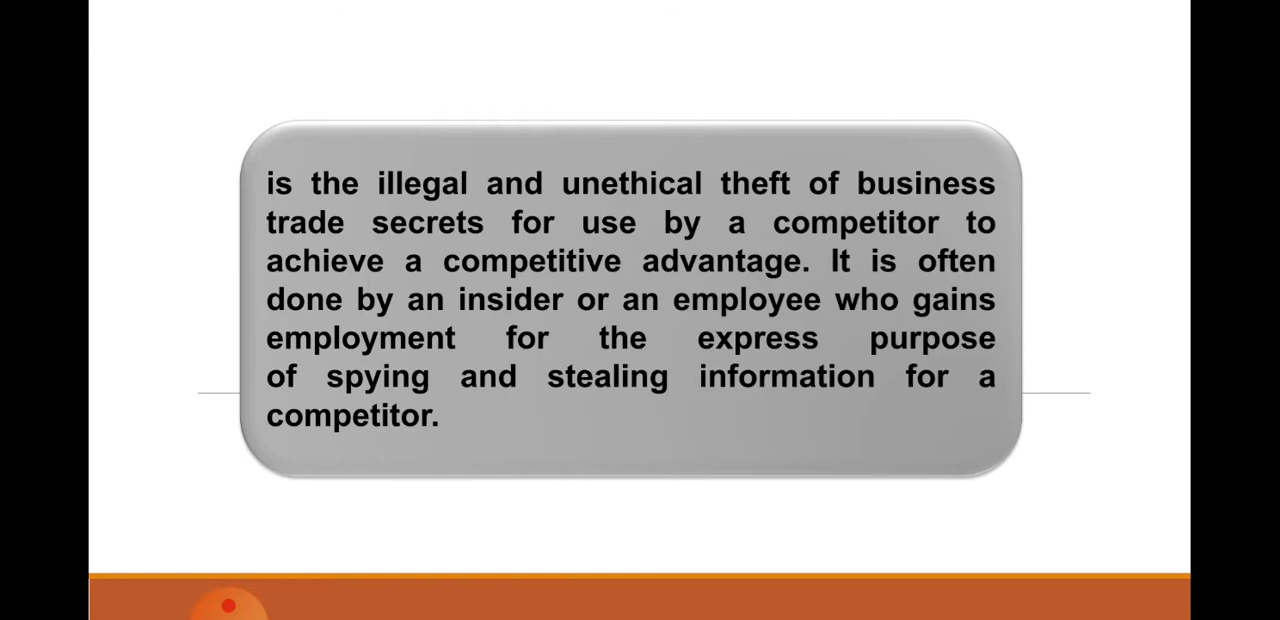 is the illegal and unethical theft of business
trade secrets for use by a competitor to
achieve a competitive advantage. It is often
done by an insider or an employee who gains
employment for the express purpose
of spying and stealing information for a
competitor.